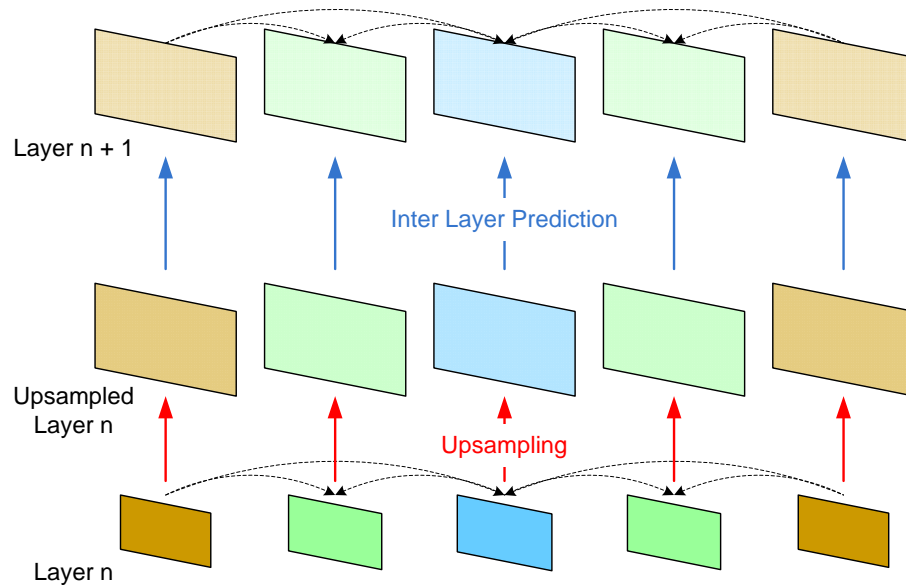 Layer n + 1
Inter Layer Prediction
Upsampled
Layer n
Upsampling
Layer n